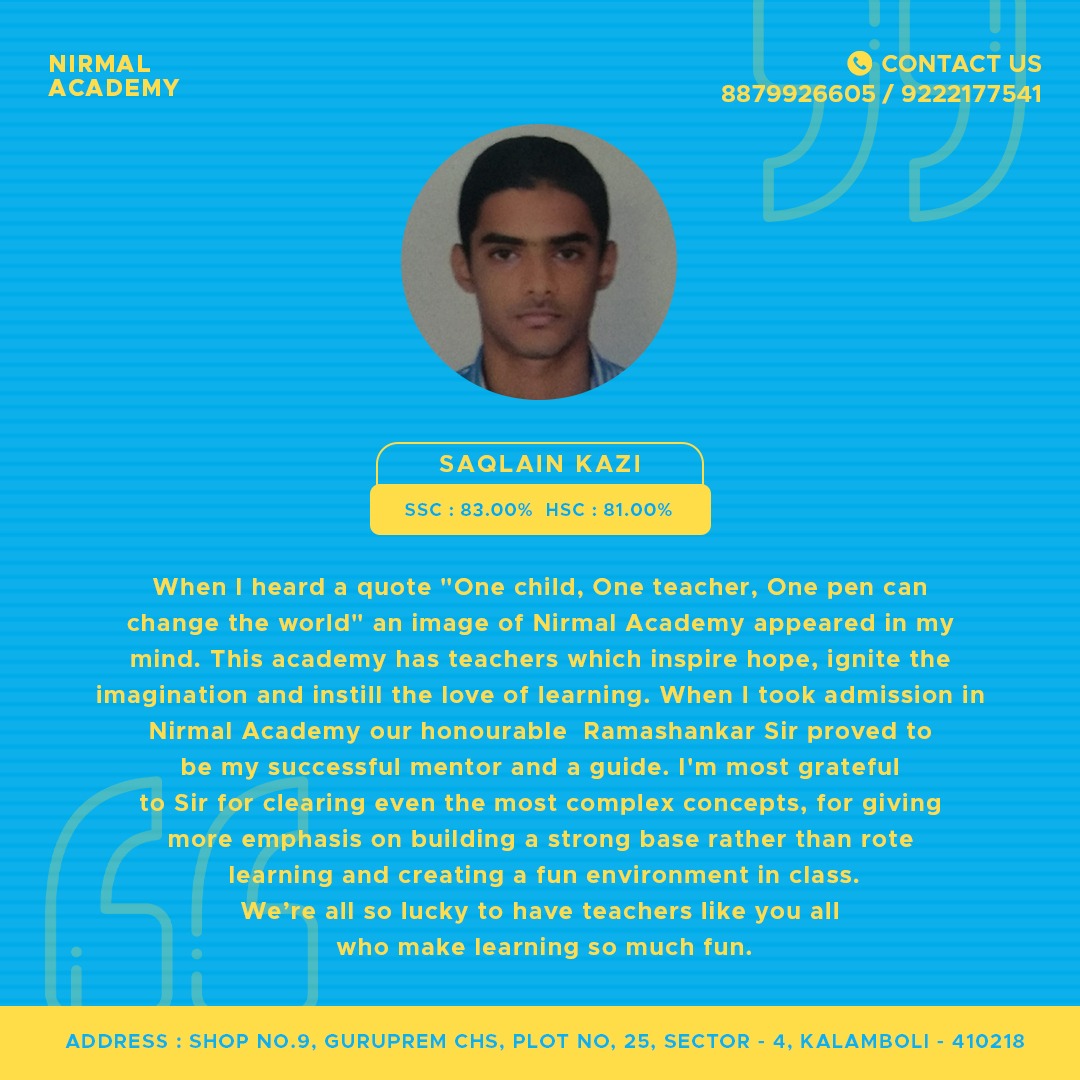 NIRMAL
ACADEMY
CONTACT US
8879926605 / 9222177541
SAQLAIN KAZI
SSC : 83.00%  HSC : 81.00%
When I heard a quote "One child, One teacher, One pen can
change the world" an image of Nirmal Academy appeared in my
mind. This academy has teachers which inspire hope, ignite the
imagination and instill the love of learning. When I took admission in
Nirmal Academy our honourable  Ramashankar Sir proved to
be my successful mentor and a guide. I'm most grateful
to Sir for clearing even the most complex concepts, for giving
more emphasis on building a strong base rather than rote
learning and creating a fun environment in class.
We’re all so lucky to have teachers like you all
who make learning so much fun.
ADDRESS : SHOP NO.9, GURUPREM CHS, PLOT NO, 25, SECTOR - 4, KALAMBOLI - 410218